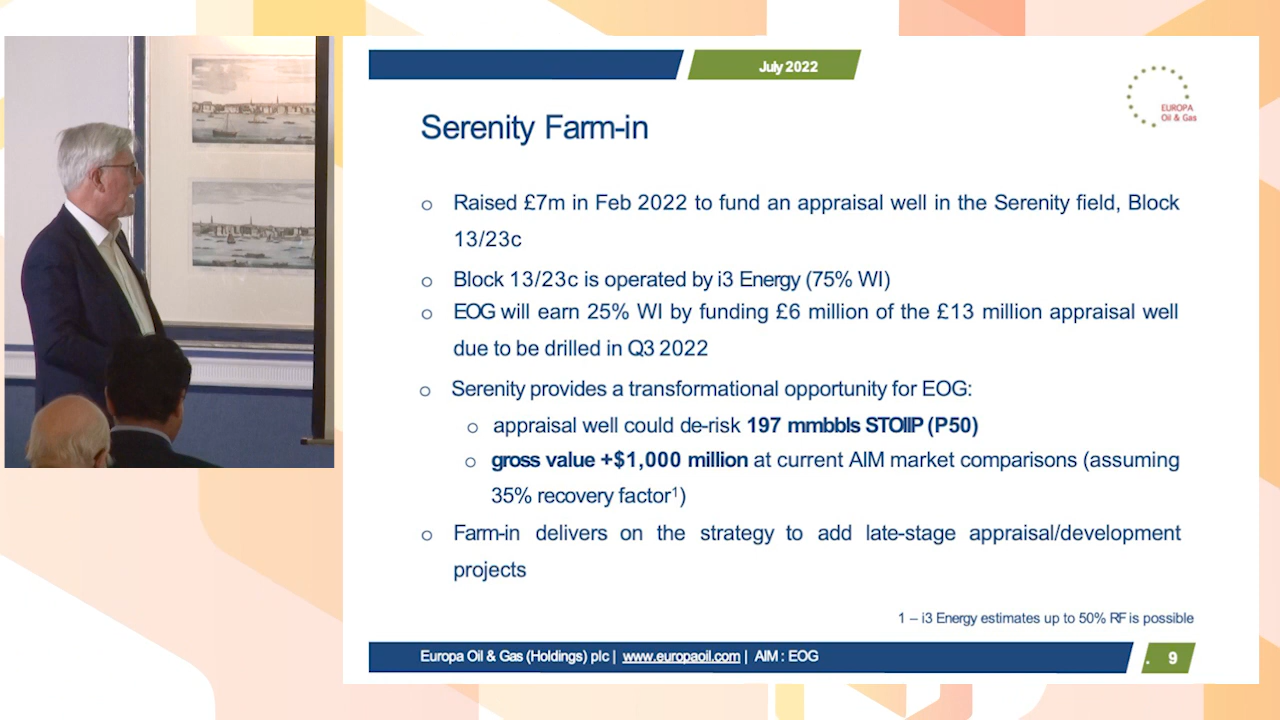 July 2022
EUROPA
Oil & Gas
Serenity Farm-in
o Raised £7m in Feb 2022 to fund an appraisal well in the Serenity field, Block
13/23c
o Block 13/23c is operated by i3 Energy (75% WI)
o EOG will earn 25% WI by funding £6 million of the £13 million appraisal well
due to be drilled in Q3 2022
o Serenity provides a transformational opportunity for EOG:
o appraisal well could de-risk 197 mmbbls STOIIP (P50)
o gross value +$1,000 million at current AIM market comparisons (assuming
35% recovery factor¹)
o Farm-in delivers on the strategy to add late-stage appraisal/development
projects
1 – i3 Energy estimates up to 50% RF is possible
Europa Oil & Gas (Holdings) plc | www.europaoil.com | AIM : EOG
. 9